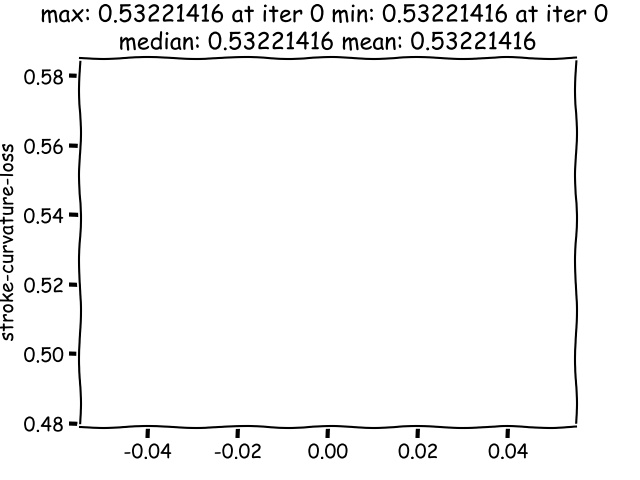 max: 0.53221416 at iter 0 min: 0.53221416 at iter 0
median: 0.53221416 mean: 0.53221416
0.58
0.56
0.54
0.52
0.50
0.48
stroke-curvature-loss
-0.04 -0.02 0.00 0.02 0.04